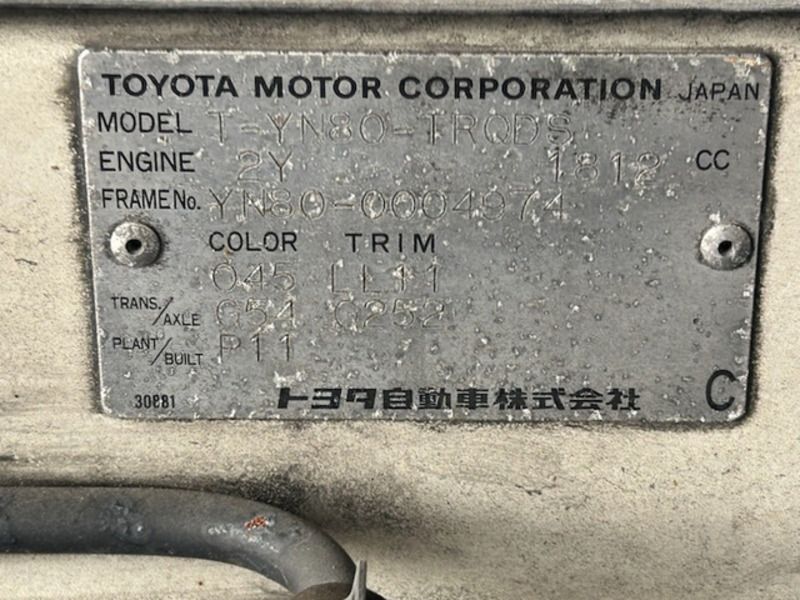 TOYOTA MOTOR CORPORATION JAPAN
MODEL T-YN80-TRQDS
ENGINE 2Y 1812 CC
FRAME No. YN80-0004974
COLOR TRIM
045 LL11
TRANS./AXLE G54 G252
PLANT/BUILT P11
30881 トヨタ自動車株式会社 C